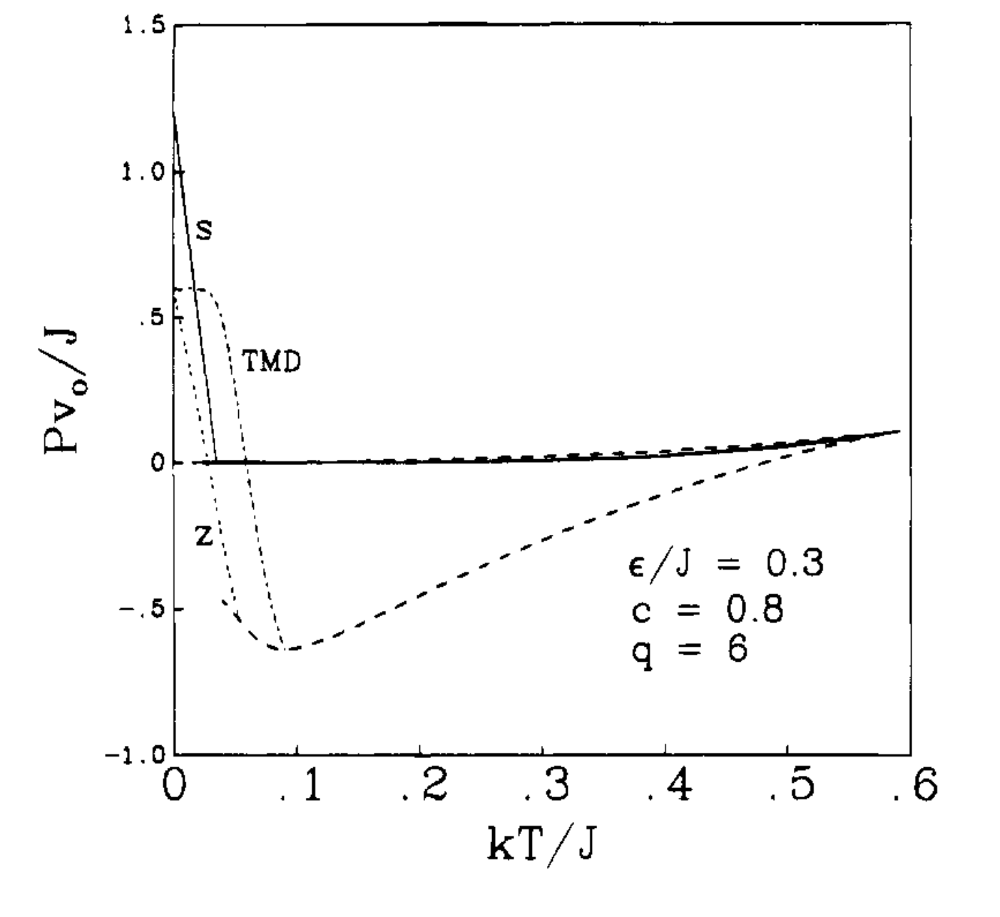 1.5
1.0
.5
0
-.5
-1.0
Pv₀/J
S
TMD
Z
ϵ/J = 0.3
c = 0.8
q = 6
0 .1 .2 .3 .4 .5 .6
kT/J